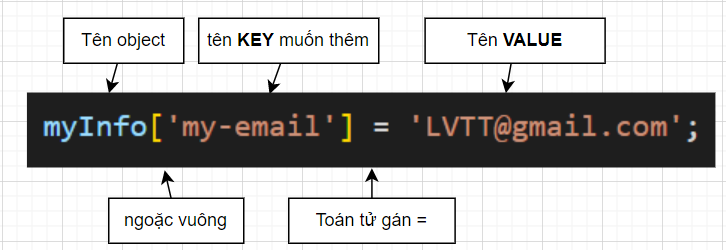 Tên object
tên KEY muốn thêm
Tên VALUE
myInfo['my-email'] = 'LVTT@gmail.com';
ngoặc vuông
Toán tử gán =